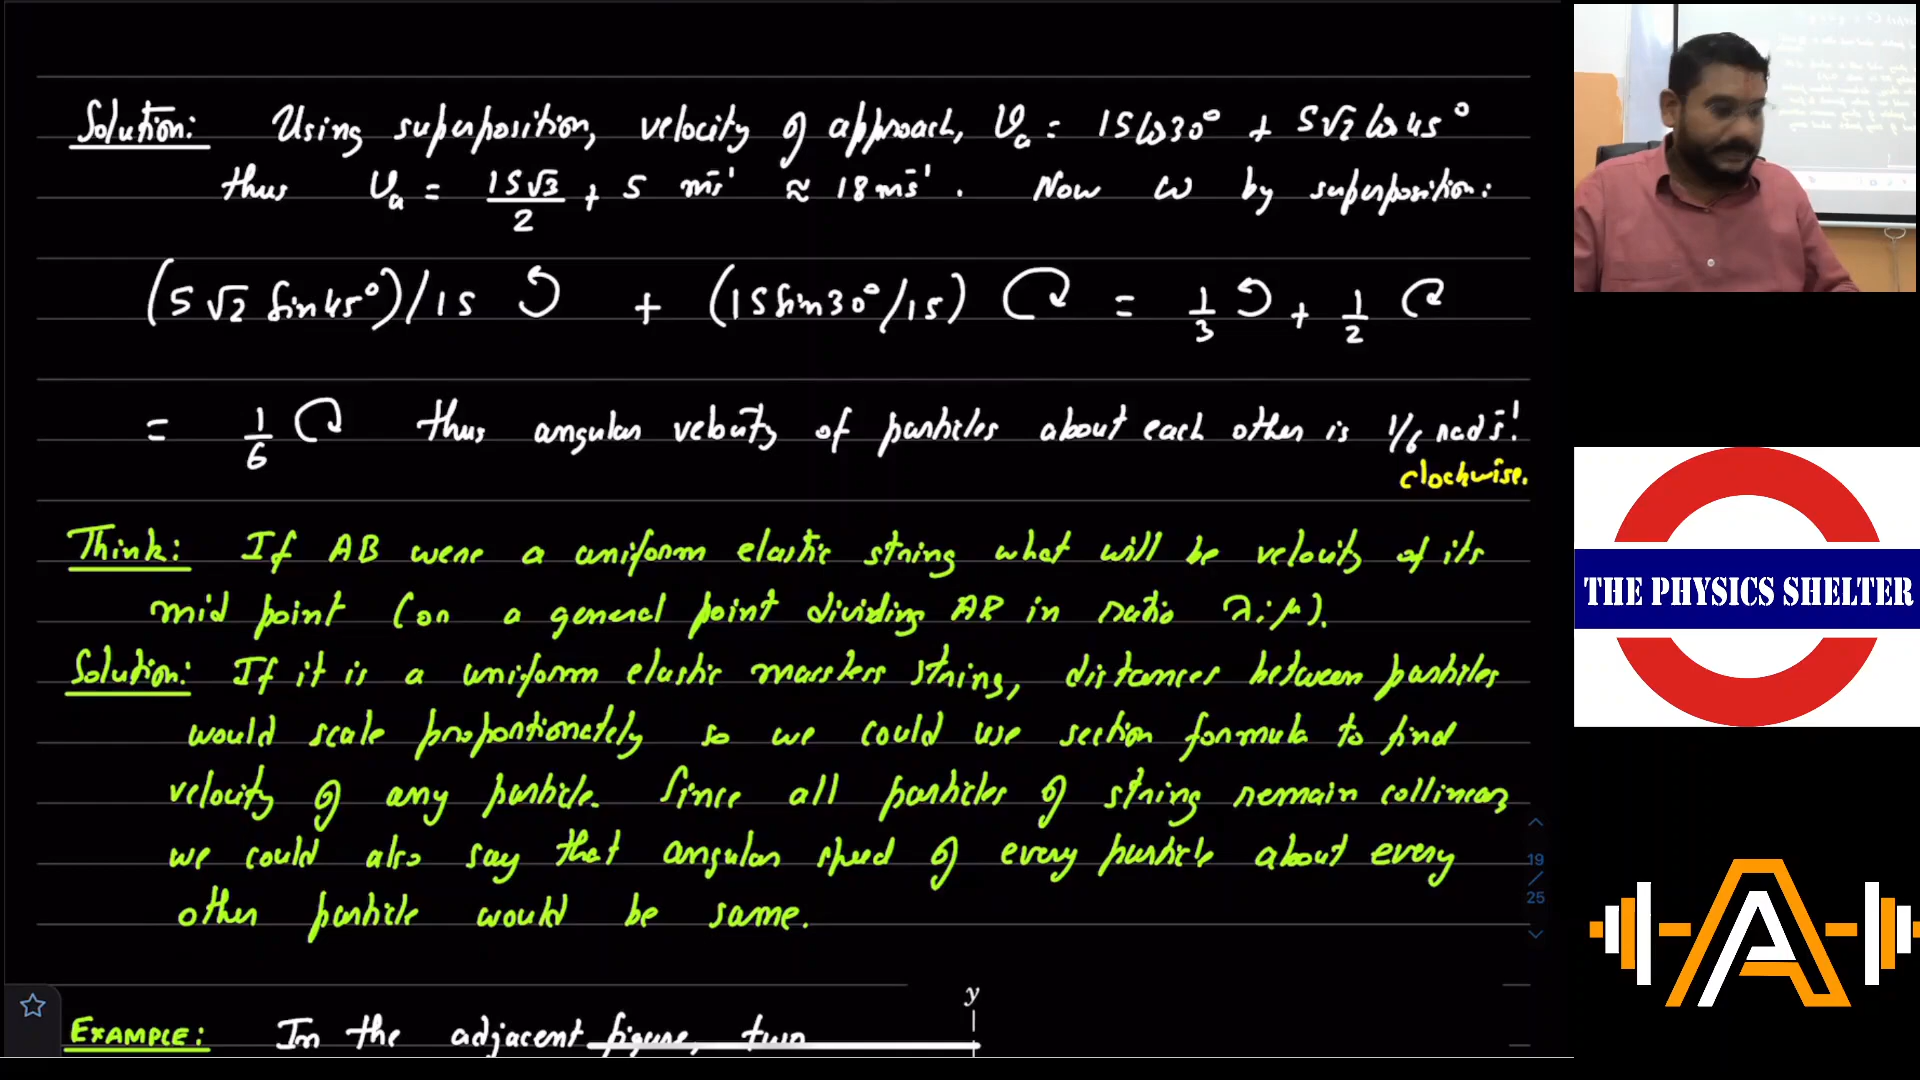 Solution: Using superposition, velocity of approach, Va = 15 cos30° + 5√2 cos45°
thus Va = 15√3/2 + 5 ms⁻¹ ≈ 18 ms⁻¹. Now ω by superposition:
(5√2 sin45°)/15 ↺ + (15 sin30°/15) ↻ = 1/3 ↺ + 1/2 ↻
= 1/6 ↻ thus angular velocity of particles about each other is 1/6 rads⁻¹
clockwise.
Think: If AB were a uniform elastic string what will be velocity of its
mid point (or a general point dividing AB in ratio λ:μ).
Solution: If it is a uniform elastic massless string, distances between particles
would scale proportionately so we could use section formula to find
velocity of any particle. Since all particles of string remain collinear,
we could also say that angular speed of every particle about every
other particle would be same.
19
/
25
y
EXAMPLE: In the adjacent figure, two
THE PHYSICS SHELTER
A